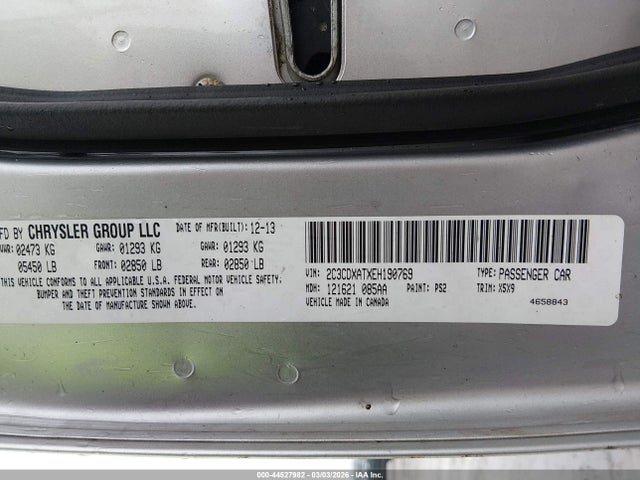 FD BY CHRYSLER GROUP LLC DATE OF MFR(BUILT): 12-13
VWR: 02473 KG GAWR: 01293 KG GAWR: 01293 KG
05450 LB FRONT: 02850 LB REAR: 02850 LB
THIS VEHICLE CONFORMS TO ALL APPLICABLE U.S.A. FEDERAL MOTOR VEHICLE SAFETY,
BUMPER AND THEFT PREVENTION STANDARDS IN EFFECT ON
THE DATE OF MANUFACTURE SHOWN ABOVE.
VIN: 2C3CDXATXEH190769 TYPE: PASSENGER CAR
MDH: 121621 085AA PAINT: PS2 TRIM: X5X9
VEHICLE MADE IN CANADA 4658843
000-44527982 — 03/03/2026 — IAA Inc.